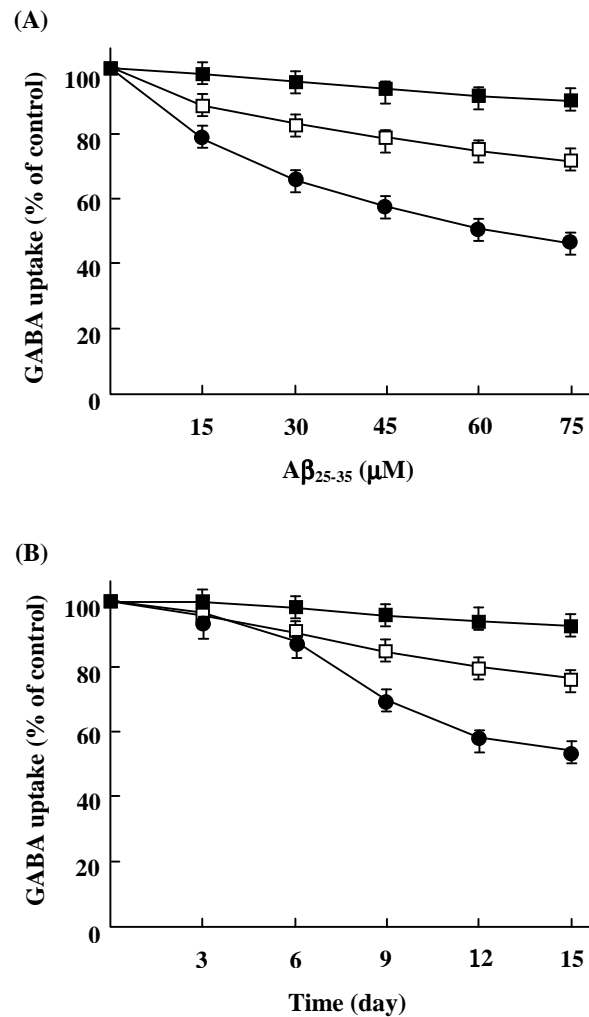 (A)
GABA uptake (% of control)
100
80
60
40
20
0
15 30 45 60 75
Aβ25-35 (μM)
(B)
GABA uptake (% of control)
100
80
60
40
20
0
3 6 9 12 15
Time (day)